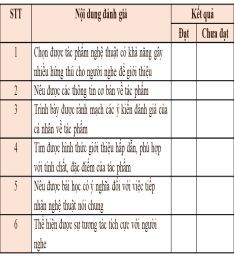 STT Nội dung đánh giá Kết quả
Đạt Chưa đạt
1 Chọn được tác phẩm nghệ thuật có khả năng gây
nhiều hứng thú cho người nghe để giới thiệu
2 Nêu được các thông tin cơ bản về tác phẩm
3 Trình bày được rành mạch các ý kiến đánh giá của
cá nhân về tác phẩm
4 Tìm được hình thức giới thiệu hấp dẫn, phù hợp
với tính chất, đặc điểm của tác phẩm
5 Nêu được bài học có ý nghĩa đối với việc tiếp
nhận nghệ thuật nói chung
6 Thể hiện được sự tương tác tích cực với người
nghe